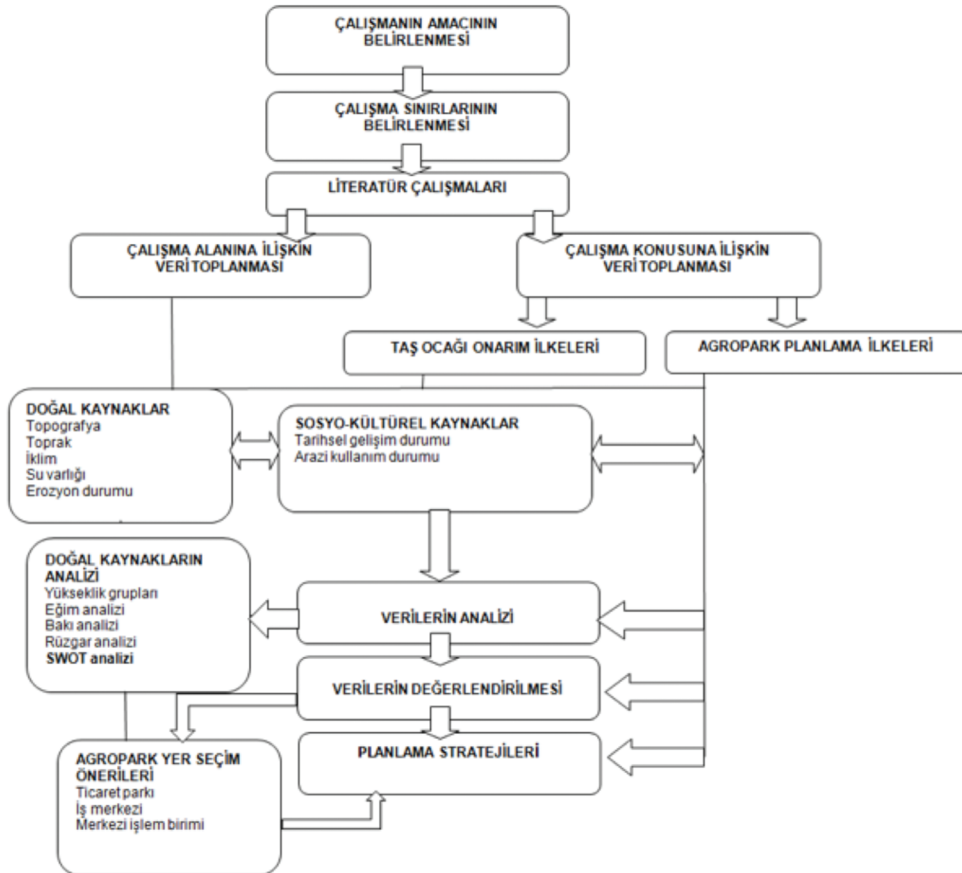 ÇALIŞMANIN AMACININ
BELİRLENMESİ
ÇALIŞMA SINIRLARININ
BELİRLENMESİ
LİTERATÜR ÇALIŞMALARI
ÇALIŞMA ALANINA İLİŞKİN
VERİ TOPLANMASI
ÇALIŞMA KONUSUNA İLİŞKİN
VERİ TOPLANMASI
TAŞ OCAĞI ONARIM İLKELERİ
AGROPARK PLANLAMA İLKELERİ
DOĞAL KAYNAKLAR
Topografya
Toprak
İklim
Su varlığı
Erozyon durumu
SOSYO-KÜLTÜREL KAYNAKLAR
Tarihsel gelişim durumu
Arazi kullanım durumu
DOĞAL KAYNAKLARIN
ANALİZİ
Yükseklik grupları
Eğim analizi
Bakı analizi
Rüzgar analizi
SWOT analizi
VERİLERİN ANALİZİ
VERİLERİN DEĞERLENDİRİLMESİ
PLANLAMA STRATEJİLERİ
AGROPARK YER SEÇİM
ÖNERİLERİ
Ticaret parkı
İş merkezi
Merkezi işlem birimi